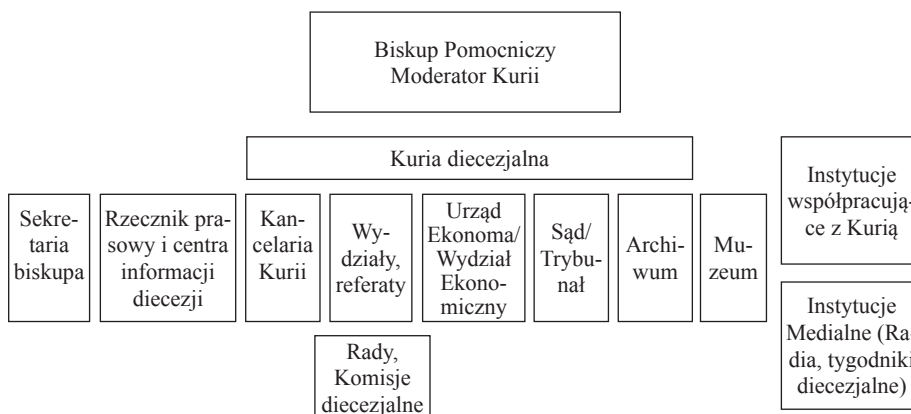 Biskup Pomocniczy
Moderator Kurii
Kuria diecezjalna
Instytucje
współpracują-
ce z Kurią
Sekre-
taria
biskupa
Rzecznik pra-
sowy i centra
informacji
diecezji
Kan-
celaria
Kurii
Wy-
działy,
referaty
Urząd
Ekonoma/
Wydział
Ekono-
miczny
Sąd/
Trybu-
nał
Archi-
wum
Mu-
zeum
Instytucje
Medialne (Ra-
dia, tygodniki
diecezjalne)
Rady,
Komisje
diecezjalne